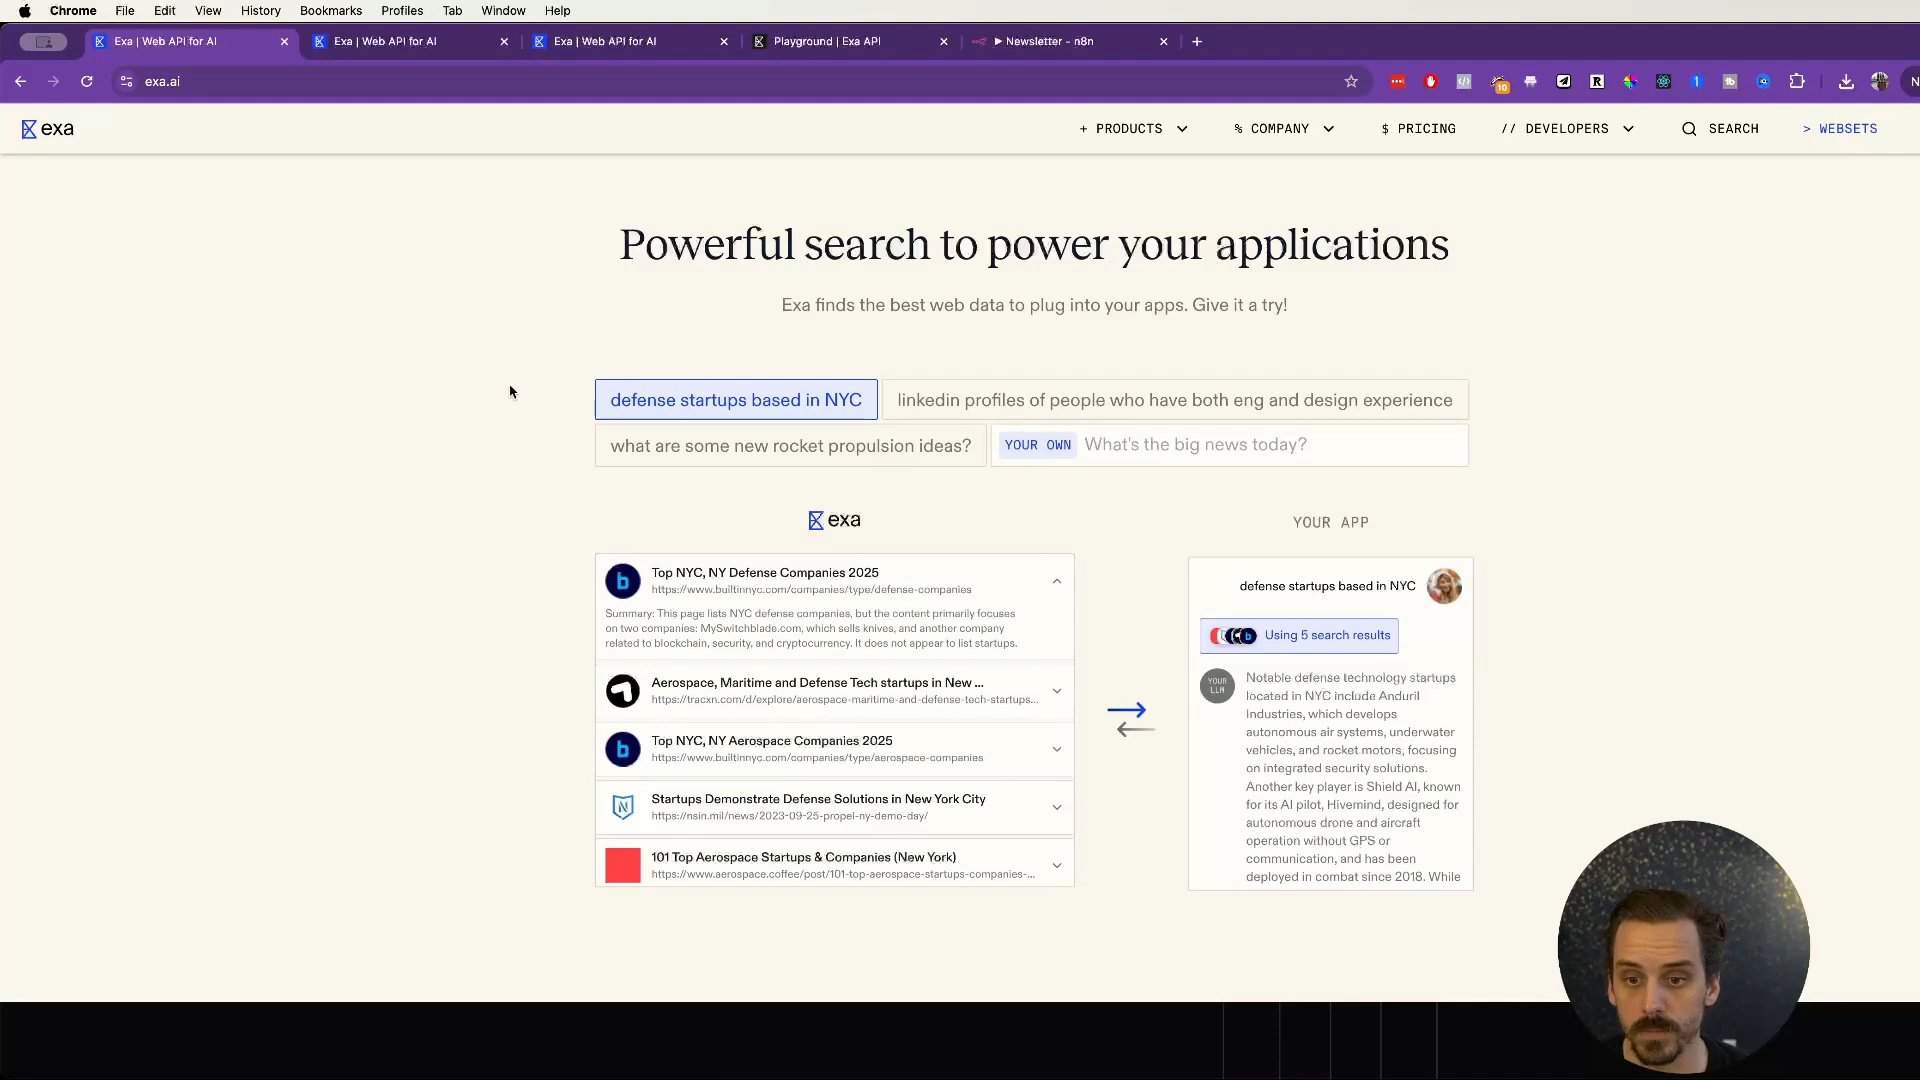 Chrome File Edit View History Bookmarks Profiles Tab Window Help
Exa | Web API for AI
Exa | Web API for AI
Exa | Web API for AI
Playground | Exa API
Newsletter - n8n
exa.ai
10
1
N
exa
+ PRODUCTS
% COMPANY
$ PRICING
// DEVELOPERS
SEARCH
> WEBSETS
Powerful search to power your applications
Exa finds the best web data to plug into your apps. Give it a try!
defense startups based in NYC
linkedin profiles of people who have both eng and design experience
what are some new rocket propulsion ideas?
YOUR OWN What's the big news today?
exa
Top NYC, NY Defense Companies 2025
https://www.builtinnyc.com/companies/type/defense-companies
Summary: This page lists NYC defense companies, but the content primarily focuses
on two companies: MySwitchblade.com, which sells knives, and another company
related to blockchain, security, and cryptocurrency. It does not appear to list startups.
Aerospace, Maritime and Defense Tech startups in New ...
https://tracxn.com/d/explore/aerospace-maritime-and-defense-tech-startups...
Top NYC, NY Aerospace Companies 2025
https://www.builtinnyc.com/companies/type/aerospace-companies
Startups Demonstrate Defense Solutions in New York City
https://nsin.mil/news/2023-09-25-propel-ny-demo-day/
101 Top Aerospace Startups & Companies (New York)
https://www.aerospace.coffee/post/101-top-aerospace-startups-companies-...
YOUR APP
defense startups based in NYC
Using 5 search results
YOUR
LLM
Notable defense technology startups
located in NYC include Anduril
Industries, which develops
autonomous air systems, underwater
vehicles, and rocket motors, focusing
on integrated security solutions.
Another key player is Shield AI, known
for its AI pilot, Hivemind, designed for
autonomous drone and aircraft
operation without GPS or
communication, and has been
deployed in combat since 2018. While